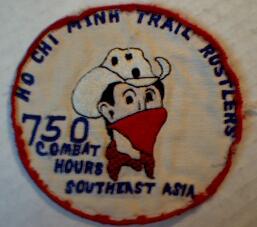 HO CHI MINH TRAIL RUSTLERS
750
COMBAT
HOURS
SOUTHEAST ASIA